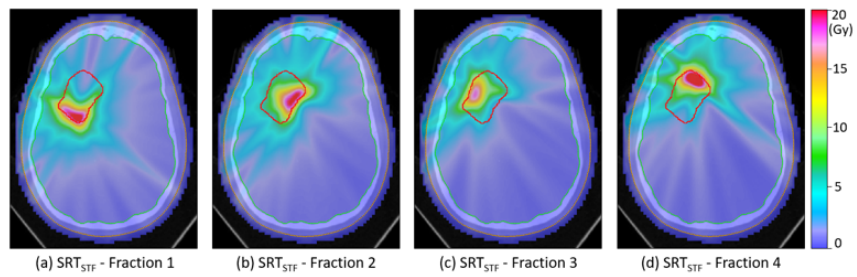 20
(Gy)
15
10
5
0
(a) SRT_STF - Fraction 1
(b) SRT_STF - Fraction 2
(c) SRT_STF - Fraction 3
(d) SRT_STF - Fraction 4